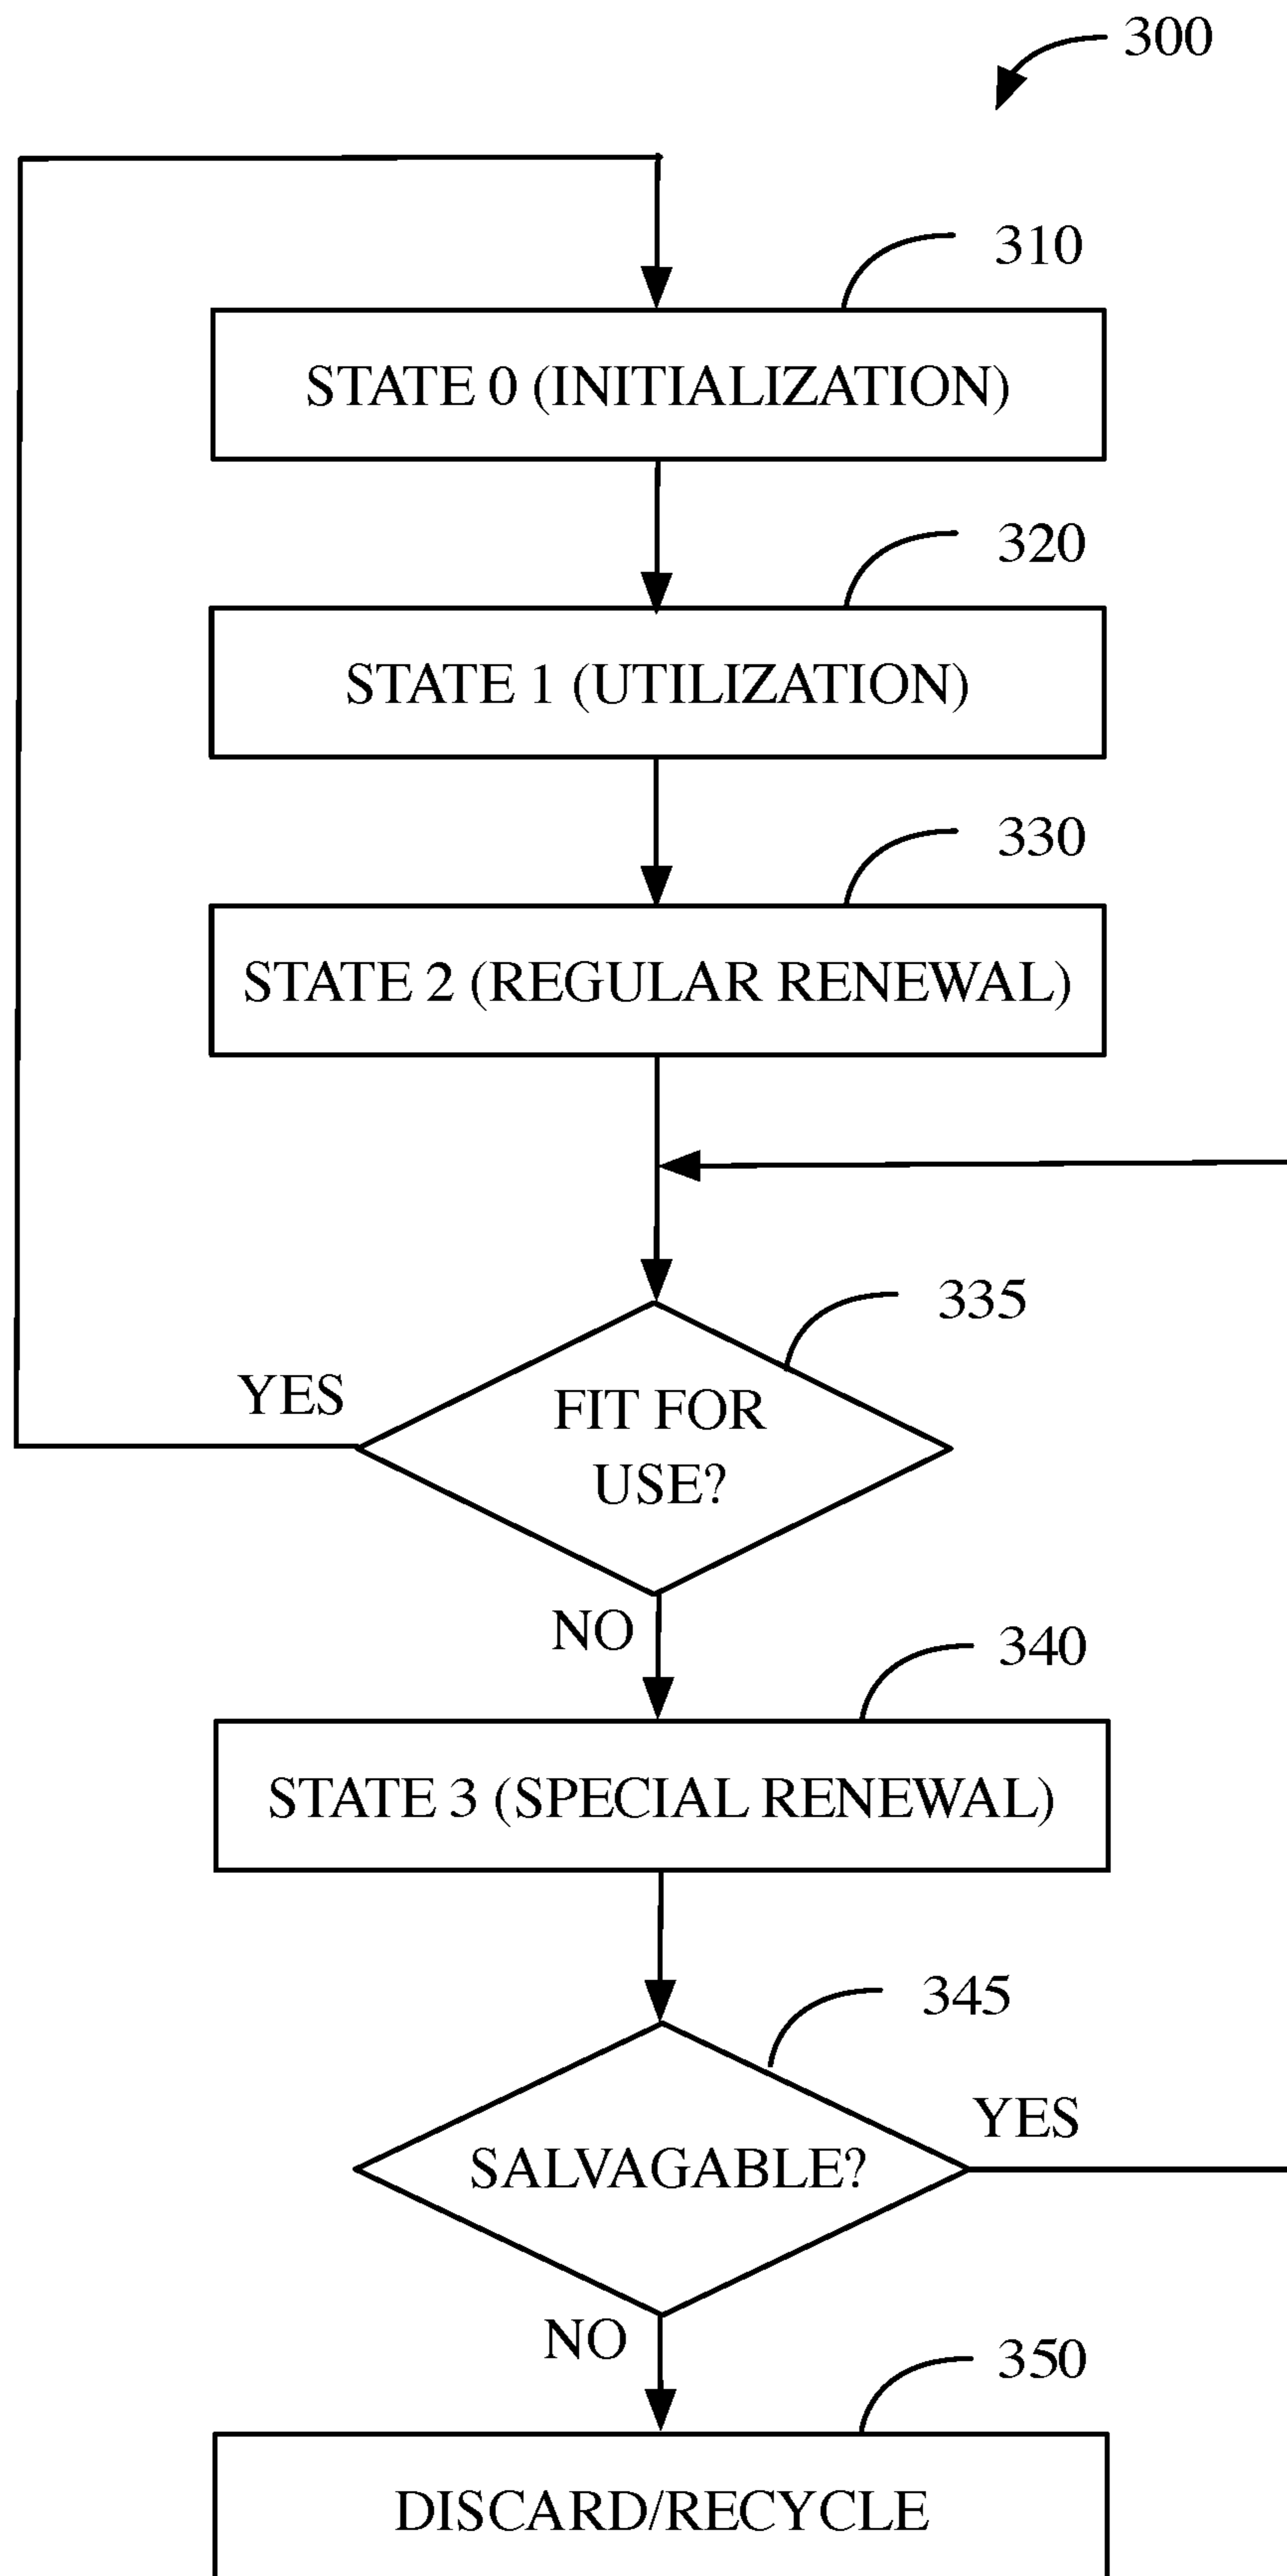 300
310
STATE 0 (INITIALIZATION)
320
STATE 1 (UTILIZATION)
330
STATE 2 (REGULAR RENEWAL)
335
YES
FIT FOR
USE?
NO
340
STATE 3 (SPECIAL RENEWAL)
345
YES
SALVAGABLE?
NO
350
DISCARD/RECYCLE